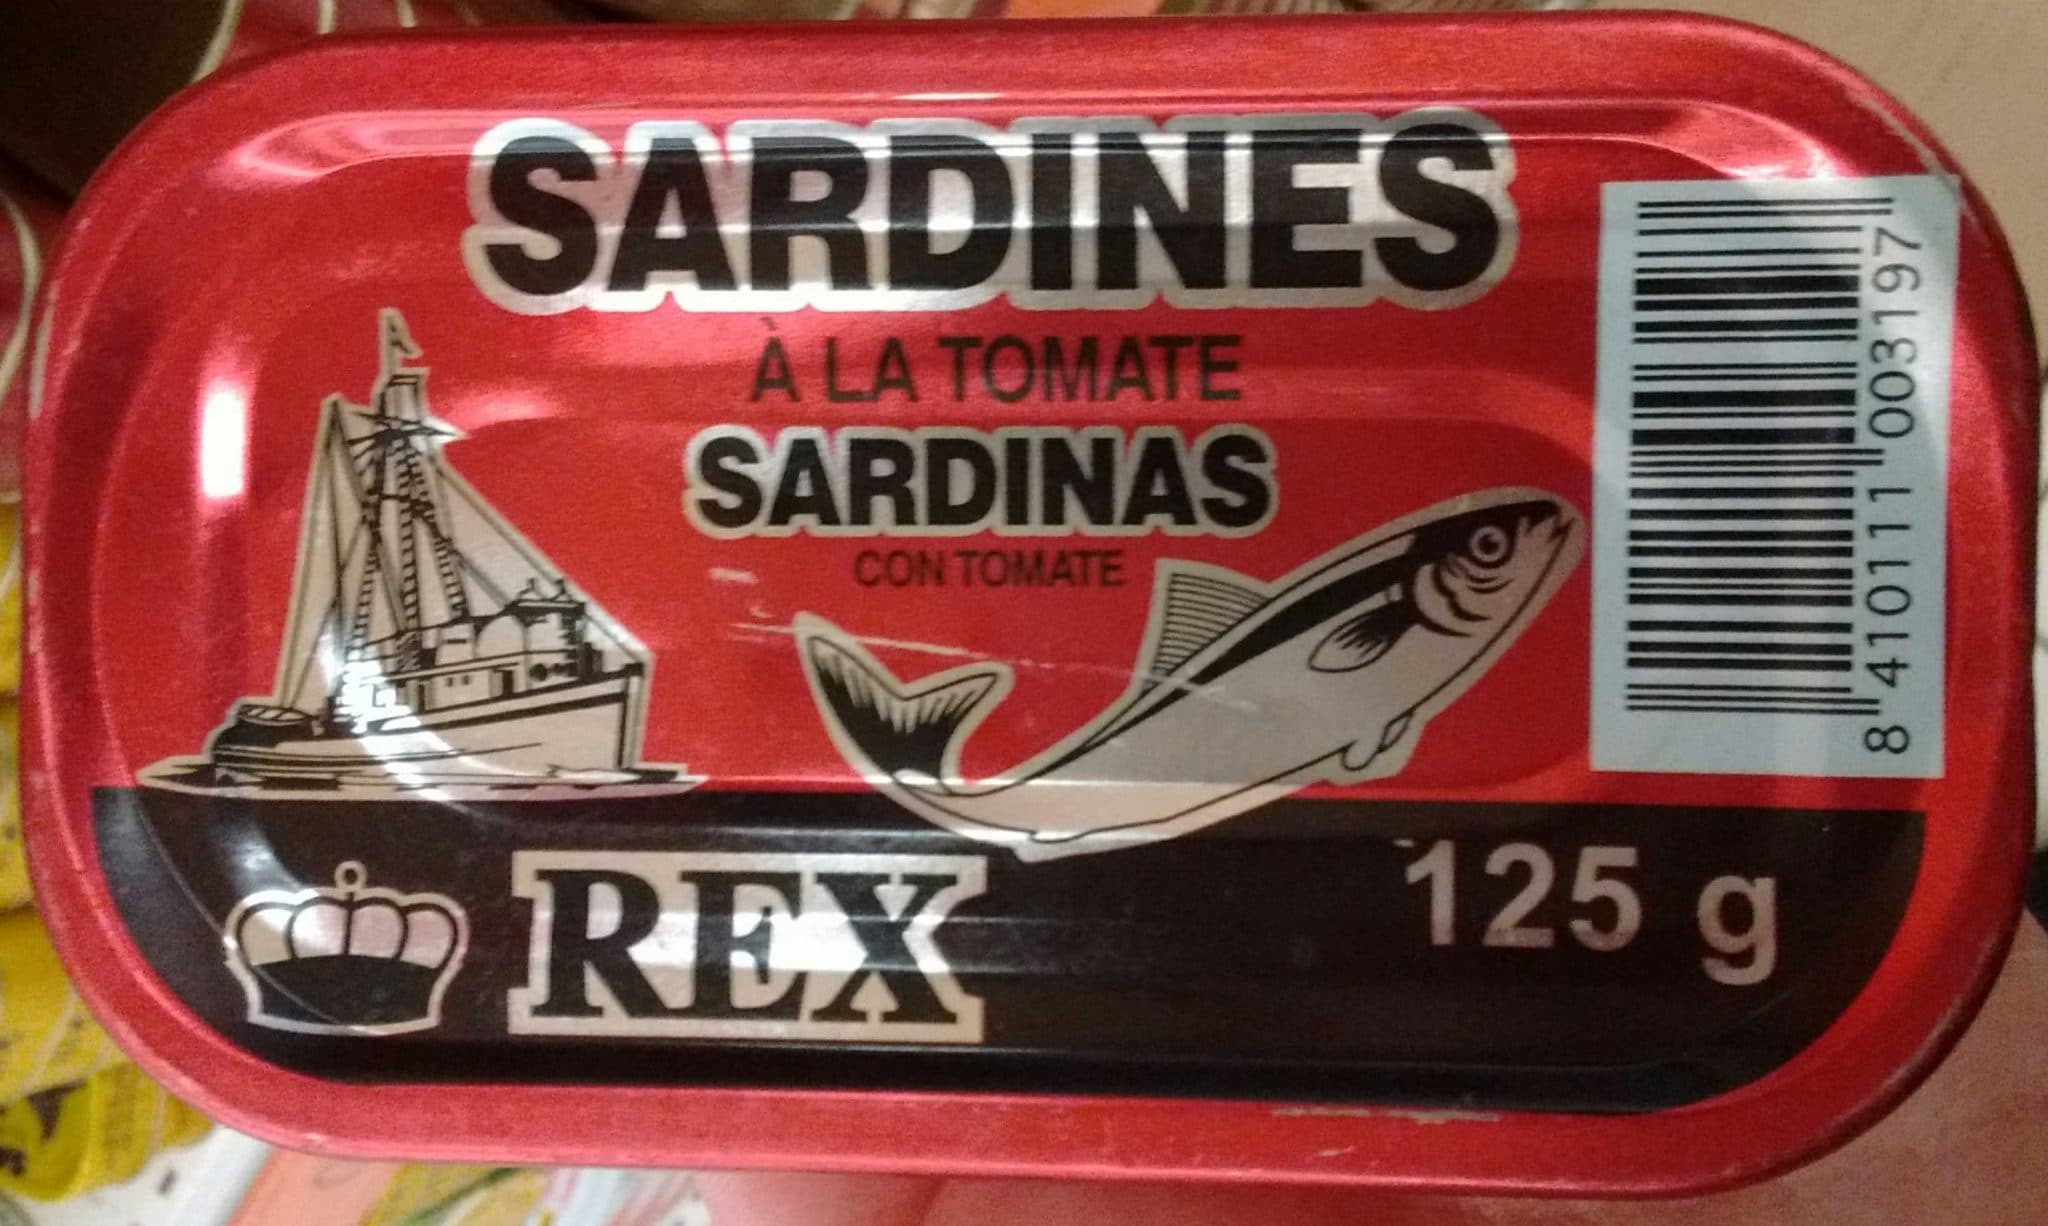 SARDINES
À LA TOMATE
SARDINAS
CON TOMATE
REX
125 g
8 410111 003197